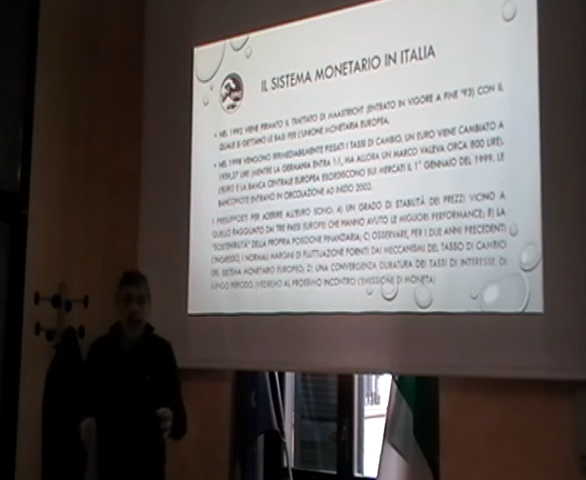 IL SISTEMA MONETARIO IN ITALIA
• NEL 1992 VIENE FIRMATO IL TRATTATO DI MAASTRICHT (ENTRATO IN VIGORE A FINE '93) CON IL
QUALE SI GETTANO LE BASI PER L'UNIONE MONETARIA EUROPEA.
• NEL 1998 VENGONO IRRIMEDIABILMENTE FISSATI I TASSI DI CAMBIO, UN EURO VIENE CAMBIATO A
1936,27 LIRE (MENTRE LA GERMANIA ENTRA 1:1, MA ALLORA UN MARCO VALEVA CIRCA 800 LIRE).
L'EURO E LA BANCA CENTRALE EUROPEA ESORDISCONO SUI MERCATI IL 1° GENNAIO DEL 1999, LE
BANCONOTE ENTRANO IN CIRCOLAZIONE AD INIZIO 2002.
I PRESUPPOSTI PER ADERIRE ALL'EURO SONO: A) UN GRADO DI STABILITÀ DEI PREZZI VICINO A
QUELLO RAGGIUNTO DAI TRE PAESI EUROPEI CHE HANNO AVUTO LE MIGLIORI PERFORMANCE; B) LA
"SOSTENIBILITÀ" DELLA PROPRIA POSIZIONE FINANZIARIA; C) OSSERVARE, PER I DUE ANNI PRECEDENTI
L'INGRESSO, I NORMALI MARGINI DI FLUTTUAZIONE FORNITI DAI MECCANISMI DEL TASSO DI CAMBIO
DEL SISTEMA MONETARIO EUROPEO; D) UNA CONVERGENZA DURATURA DEI TASSI DI INTERESSE DI
LUNGO PERIODO. (VEDREMO AL PROSSIMO INCONTRO L'EMISSIONE DI MONETA)